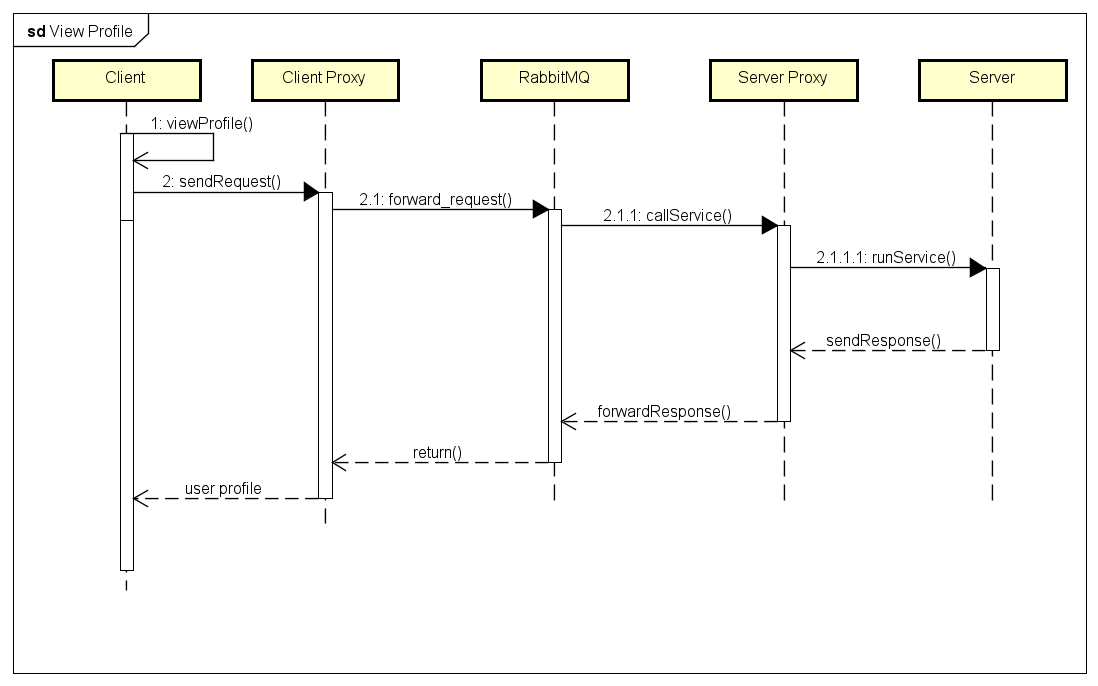 sd View Profile
Client
Client Proxy
RabbitMQ
Server Proxy
Server
1: viewProfile()
2: sendRequest()
2.1: forward_request()
2.1.1: callService()
2.1.1.1: runService()
sendResponse()
forwardResponse()
return()
user profile